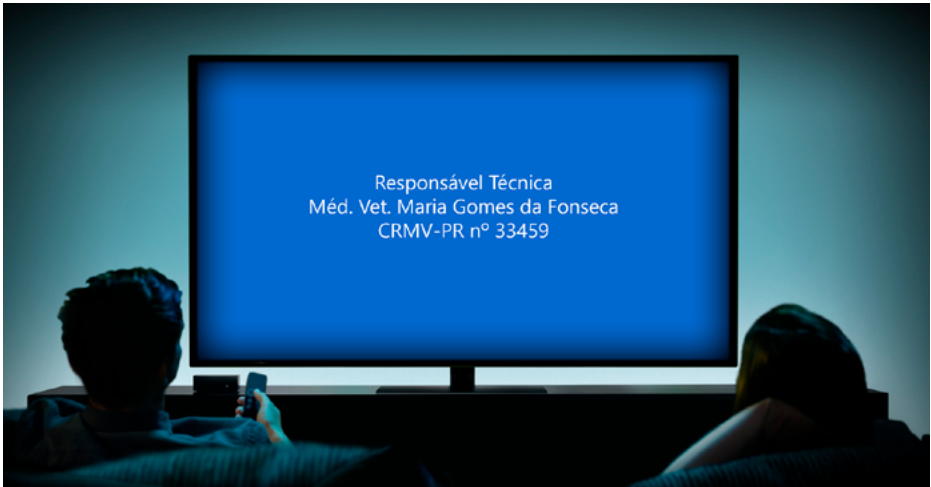 Responsável Técnica
Méd. Vet. Maria Gomes da Fonseca
CRMV-PR nº 33459